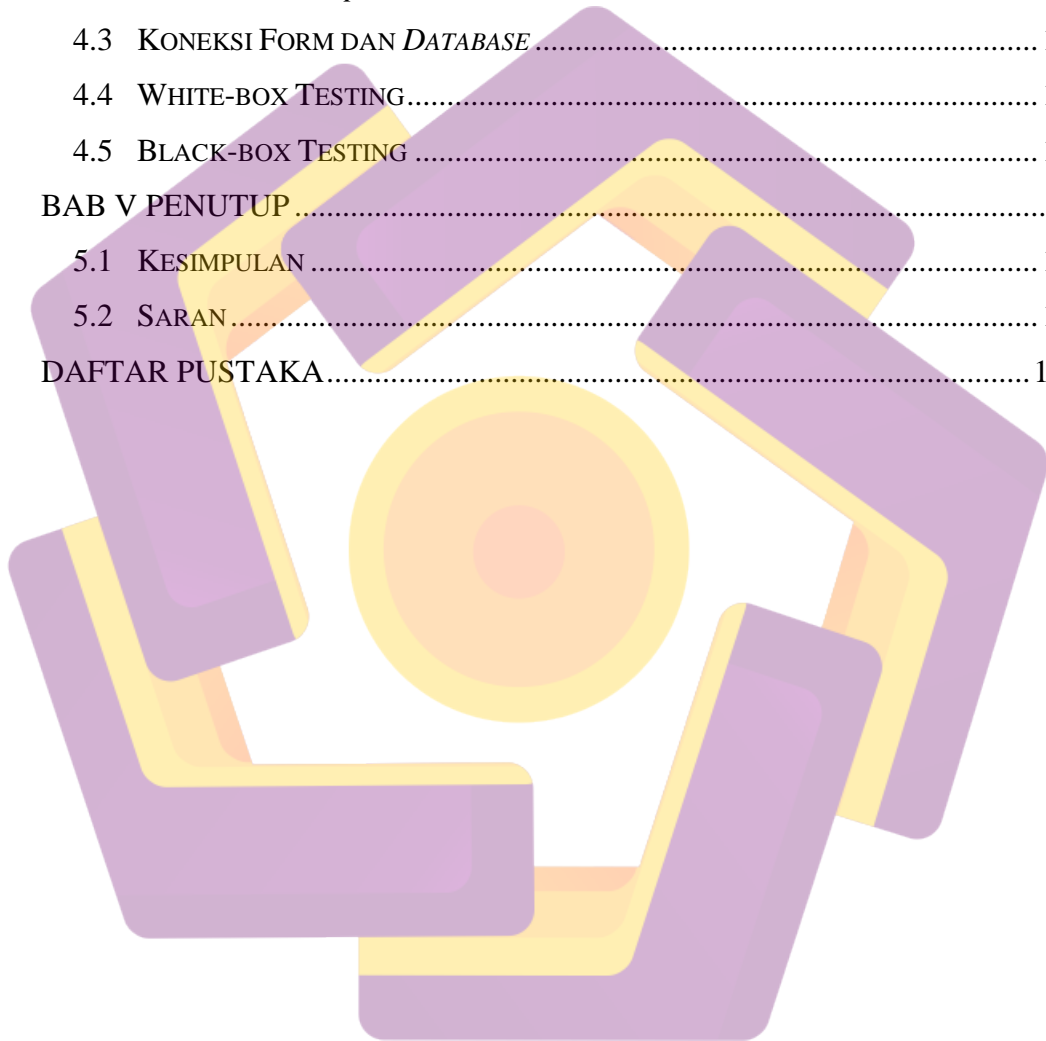 4.3 KONEKSI FORM DAN DATABASE........................................................................
4.4 WHITE-BOX TESTING........................................................................
4.5 BLACK-BOX TESTING........................................................................
BAB V PENUTUP........................................................................
5.1 KESIMPULAN........................................................................
5.2 SARAN........................................................................
DAFTAR PUSTAKA........................................................................ 1